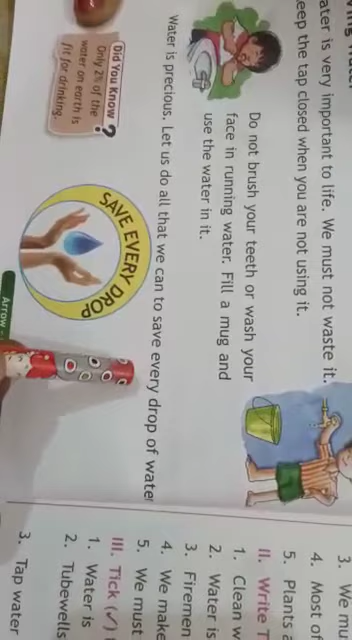 ater is very important to life. We must not waste it.
eep the tap closed when you are not using it.
Do not brush your teeth or wash your
face in running water. Fill a mug and
use the water in it.
Water is precious. Let us do all that we can to save every drop of water
Did You Know?
Only 2% of the
water on earth is
fit for drinking.
SAVE EVERY DROP
Arrow
3. We mu
4. Most o
5. Plants
II. Write
1. Clean w
2. Water is
3. Firemen
4. We make
5. We must
III. Tick (✓)
1. Water is
2. Tubewells
3. Tap water